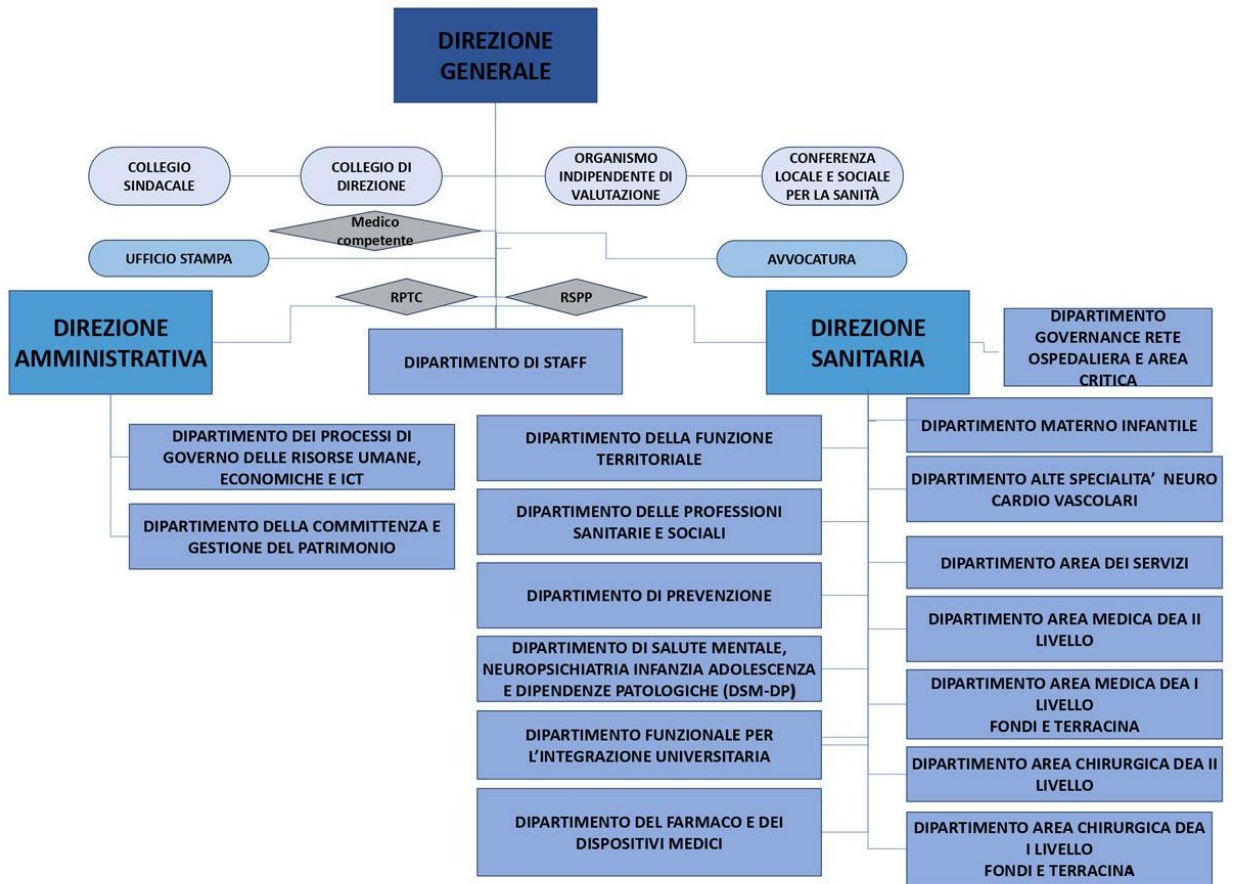 DIREZIONE
GENERALE
COLLEGIO
SINDACALE
COLLEGIO DI
DIREZIONE
ORGANISMO
INDIPENDENTE DI
VALUTAZIONE
CONFERENZA
LOCALE E SOCIALE
PER LA SANITÀ
Medico
competente
UFFICIO STAMPA
AVVOCATURA
RPTC
RSPP
DIREZIONE
AMMINISTRATIVA
DIPARTIMENTO DI STAFF
DIREZIONE
SANITARIA
DIPARTIMENTO
GOVERNANCE RETE
OSPEDALIERA E AREA
CRITICA
DIPARTIMENTO DEI PROCESSI DI
GOVERNO DELLE RISORSE UMANE,
ECONOMICHE E ICT
DIPARTIMENTO DELLA COMMITTENZA E
GESTIONE DEL PATRIMONIO
DIPARTIMENTO DELLA FUNZIONE
TERRITORIALE
DIPARTIMENTO DELLE PROFESSIONI
SANITARIE E SOCIALI
DIPARTIMENTO DI PREVENZIONE
DIPARTIMENTO DI SALUTE MENTALE,
NEUROPSICHIATRIA INFANZIA ADOLESCENZA
E DIPENDENZE PATOLOGICHE (DSM-DP)
DIPARTIMENTO FUNZIONALE PER
L'INTEGRAZIONE UNIVERSITARIA
DIPARTIMENTO DEL FARMACO E DEI
DISPOSITIVI MEDICI
DIPARTIMENTO MATERNO INFANTILE
DIPARTIMENTO ALTE SPECIALITA’ NEURO
CARDIO VASCOLARI
DIPARTIMENTO AREA DEI SERVIZI
DIPARTIMENTO AREA MEDICA DEA II
LIVELLO
DIPARTIMENTO AREA MEDICA DEA I
LIVELLO
FONDI E TERRACINA
DIPARTIMENTO AREA CHIRURGICA DEA II
LIVELLO
DIPARTIMENTO AREA CHIRURGICA DEA
I LIVELLO
FONDI E TERRACINA